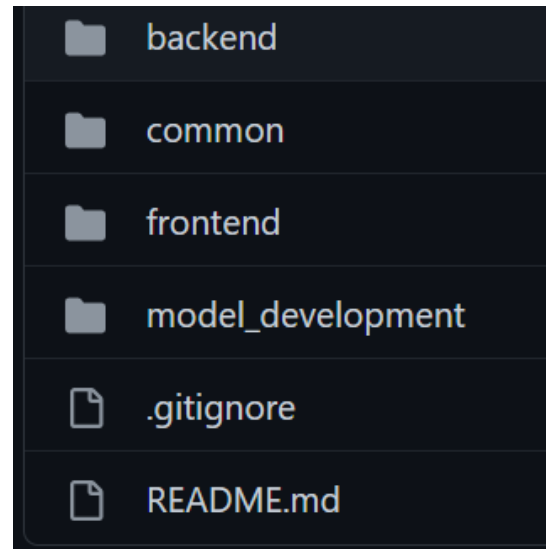 backend
common
frontend
model_development
.gitignore
README.md